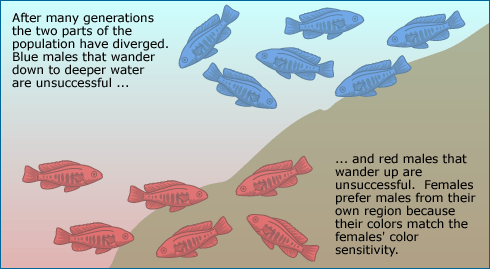 After many generations
the two parts of the
population have diverged.
Blue males that wander
down to deeper water
are unsuccessful ...
... and red males that
wander up are
unsuccessful.  Females
prefer males from their
own region because
their colors match the
females' color
sensitivity.